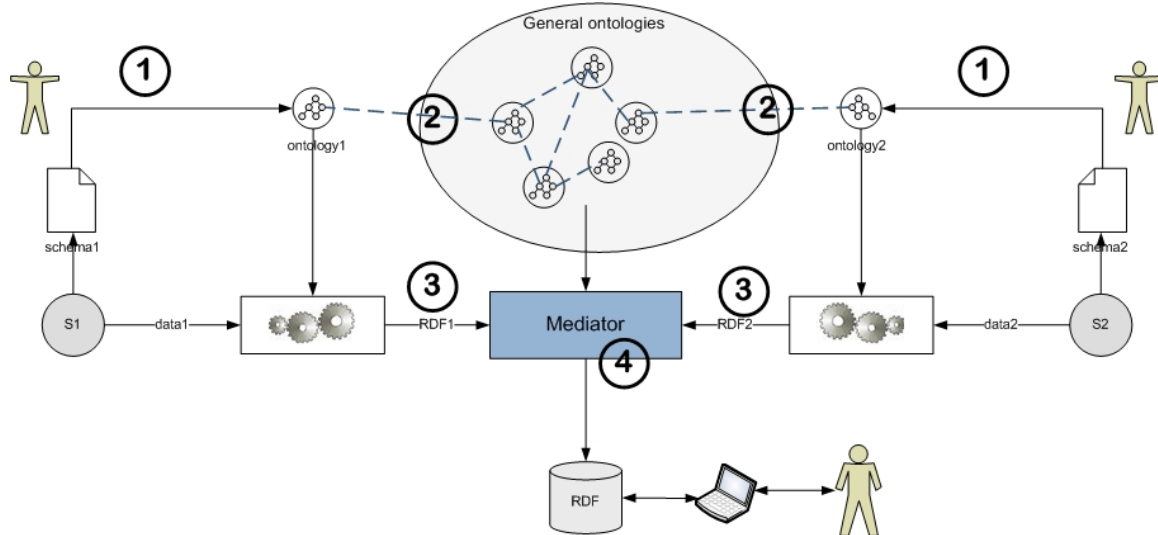 General ontologies
1
1
2
2
ontology1
ontology2
schema1
schema2
3
3
S1
data1
RDF1
Mediator
RDF2
data2
S2
4
RDF